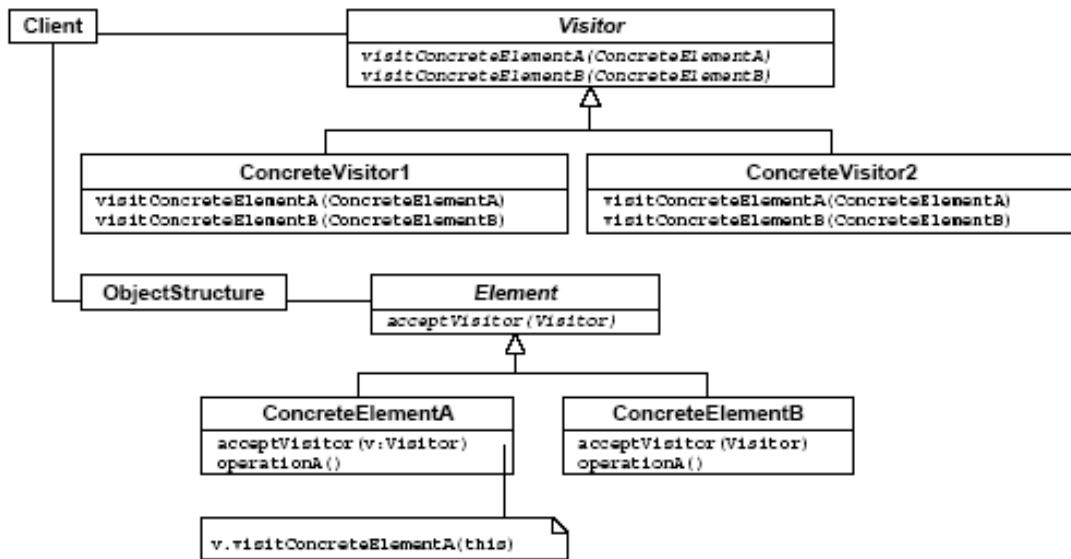 Client
Visitor
visitConcreteElementA(ConcreteElementA)
visitConcreteElementB(ConcreteElementB)
ConcreteVisitor1
visitConcreteElementA(ConcreteElementA)
visitConcreteElementB(ConcreteElementB)
ConcreteVisitor2
visitConcreteElementA(ConcreteElementA)
visitConcreteElementB(ConcreteElementB)
ObjectStructure
Element
acceptVisitor(Visitor)
ConcreteElementA
acceptVisitor(v:Visitor)
operationA()
ConcreteElementB
acceptVisitor(Visitor)
operationA()
v.visitConcreteElementA(this)